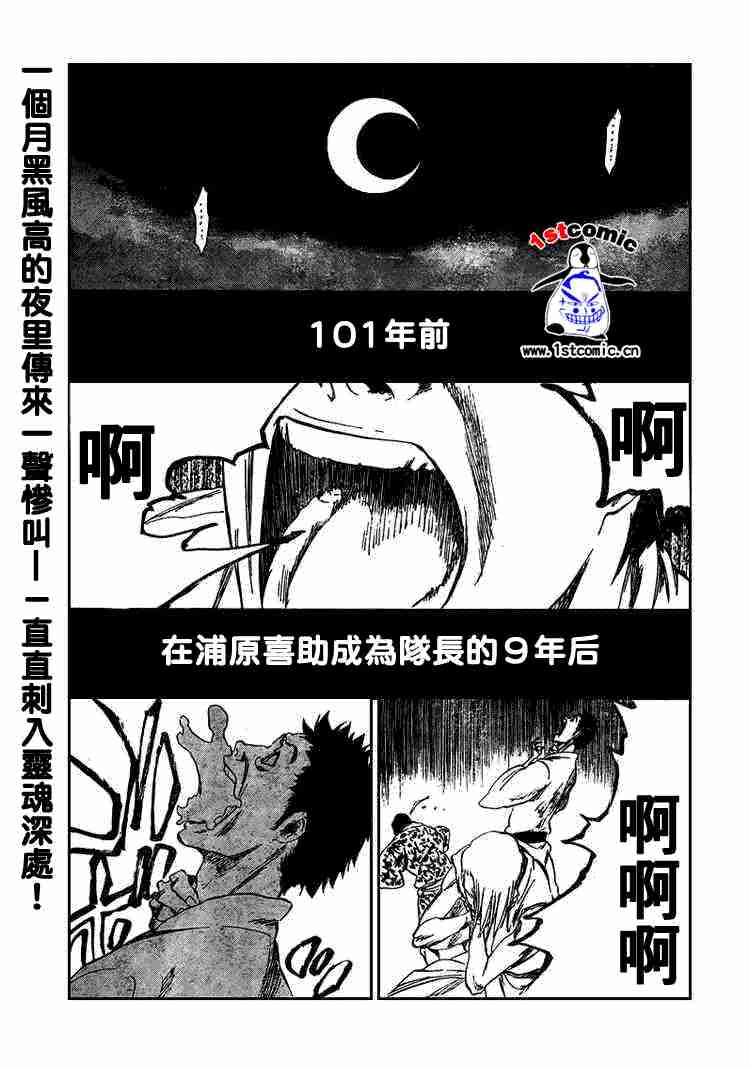 一個月黑風高的夜里傳來一聲慘叫—一直直刺入靈魂深處！
……
……
1stcomic
www.1stcomic.cn
101年前
啊
啊
在浦原喜助成為隊長的9年后
啊
啊
啊